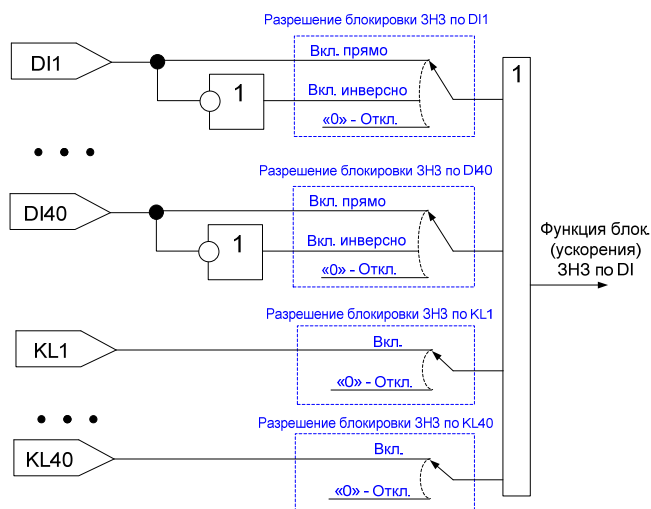 Разрешение блокировки ЗНЗ по DI1
DI1
Вкл. прямо
1
1
Вкл. инверсно
«0» - Откл.
Разрешение блокировки ЗНЗ по DI40
DI40
Вкл. прямо
1
Вкл. инверсно
«0» - Откл.
Функция блок.
(ускорения)
ЗНЗ по DI
Разрешение блокировки ЗНЗ по KL1
KL1
Вкл.
«0» - Откл.
Разрешение блокировки ЗНЗ по KL40
KL40
Вкл.
«0» - Откл.